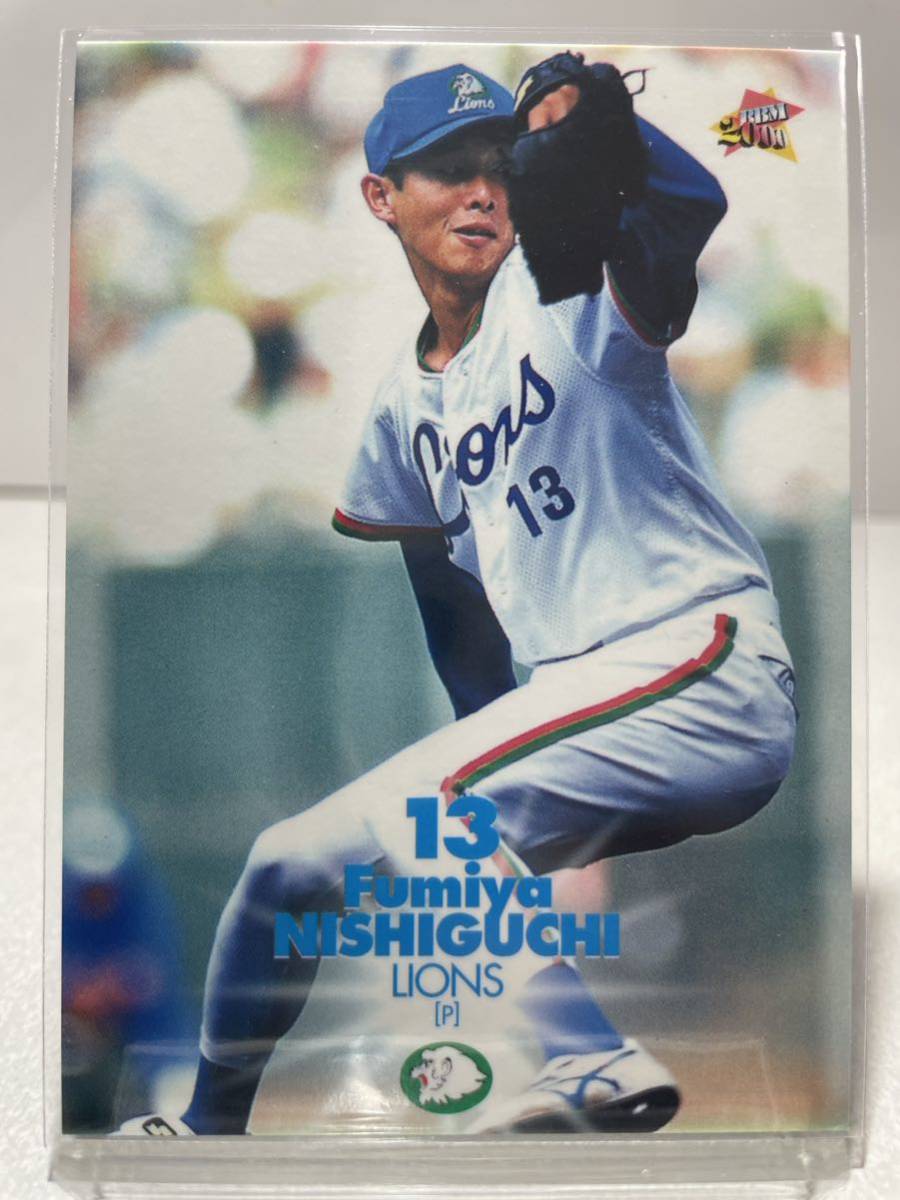 Lions
BBM
2000
Lions
13
13
Fumiya
NISHIGUCHI
LIONS
[P]